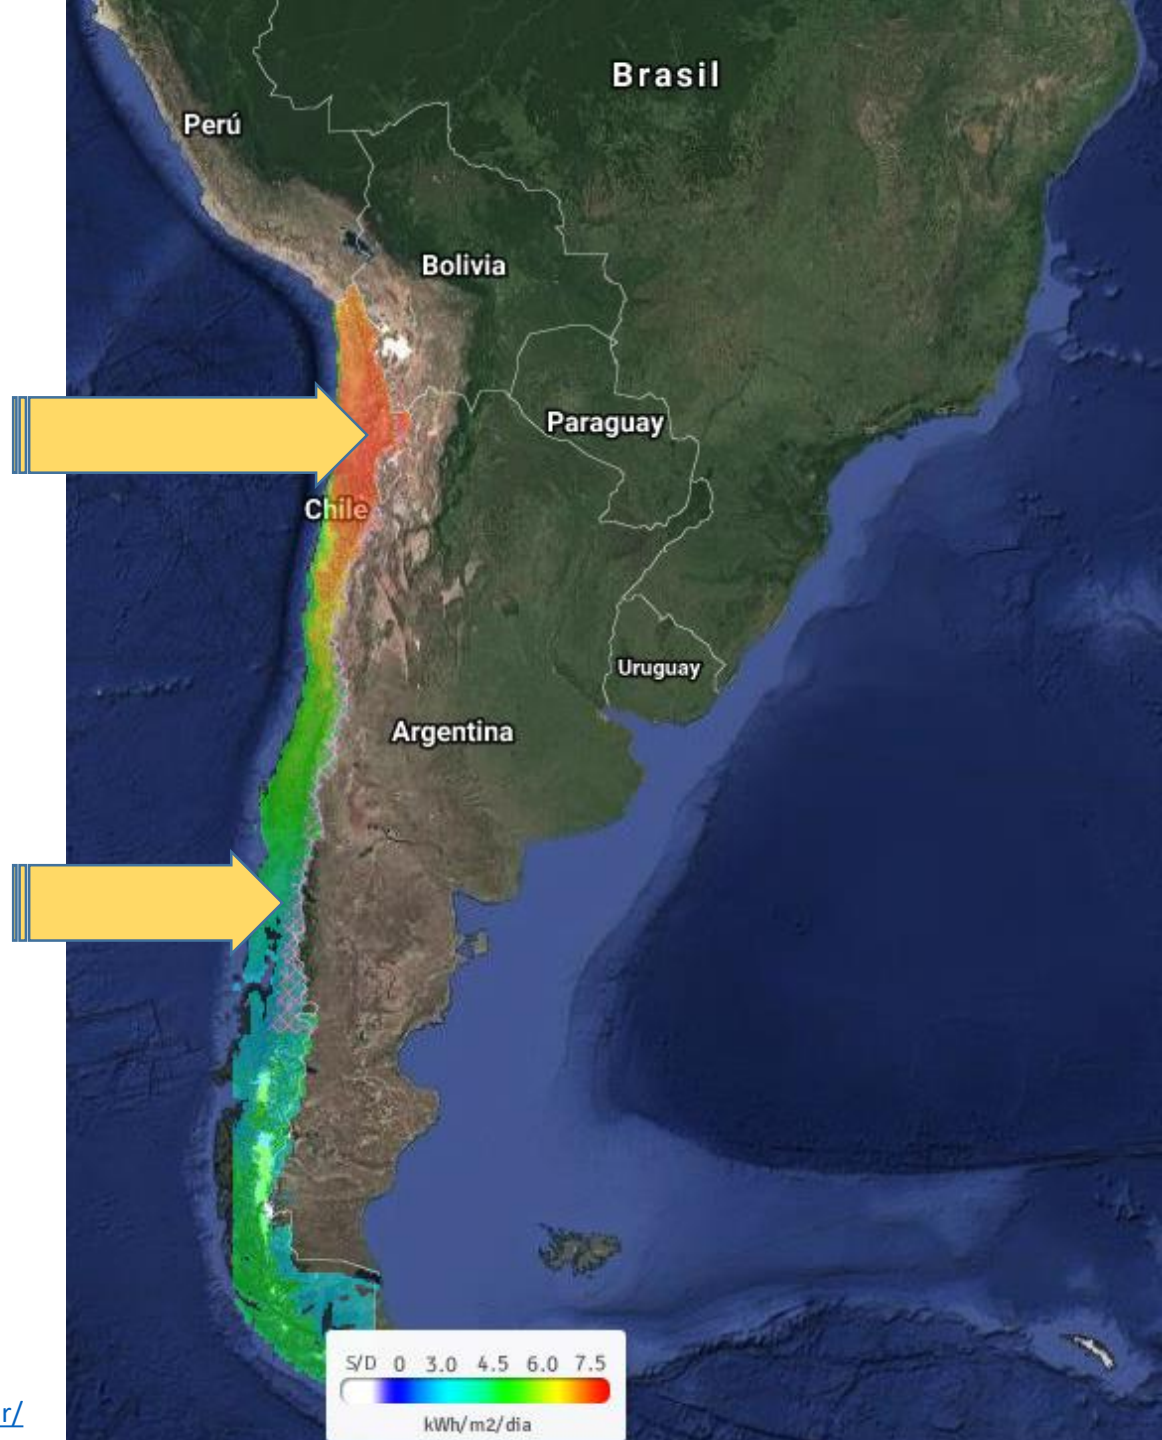 Brasil
Perú
Bolivia
Paraguay
Chile
Uruguay
Argentina
S/D 0 3.0 4.5 6.0 7.5
kWh/m2/dia
r/